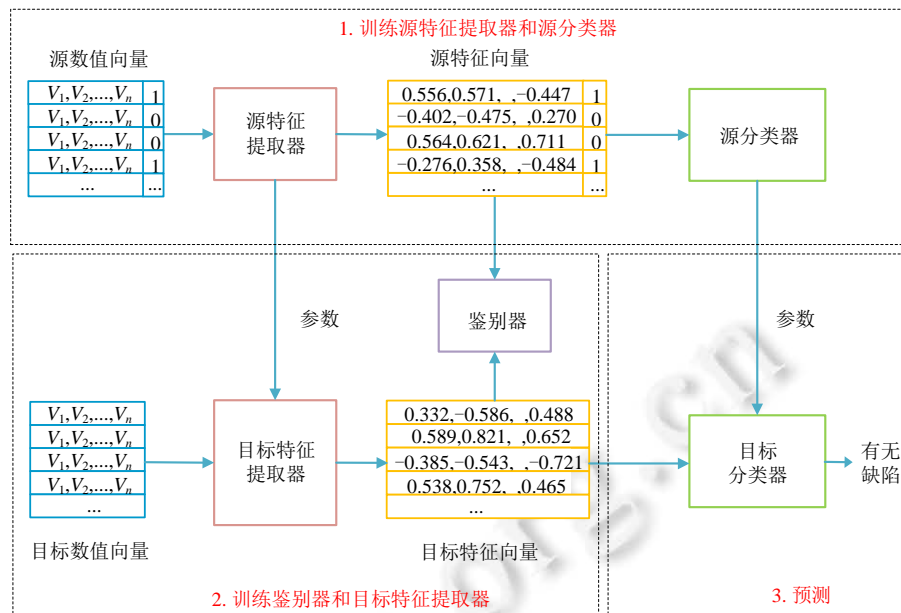 1. 训练源特征提取器和源分类器
源数值向量
V1,V2,...,Vn 1
V1,V2,...,Vn 0
V1,V2,...,Vn 0
V1,V2,...,Vn 1
... ...
源特征
提取器
源特征向量
0.556,0.571, ,−0.447 1
−0.402,−0.475, ,0.270 0
0.564,0.621, ,0.711 0
−0.276,0.358, ,−0.484 1
... ...
源分类器
参数
鉴别器
参数
V1,V2,...,Vn
V1,V2,...,Vn
V1,V2,...,Vn
V1,V2,...,Vn
...
目标数值向量
目标特征
提取器
0.332,−0.586, ,0.488
0.589,0.821, ,0.652
−0.385,−0.543, ,−0.721
0.538,0.752, ,0.465
...
目标特征向量
目标
分类器
有无
缺陷
2. 训练鉴别器和目标特征提取器
3. 预测
org.cn